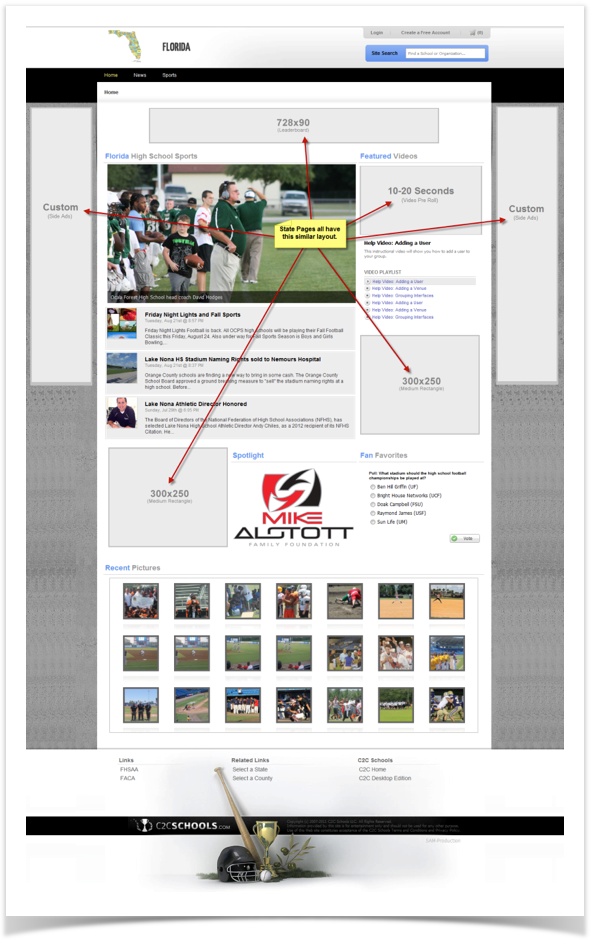 FLORIDA
Login
Create a Free Account
(0)
Site Search
Find a School or Organization...
Home
News
Sports
Home
728x90
(Leaderboard)
Custom
(Side Ads)
Custom
(Side Ads)
Florida High School Sports
Featured Videos
10-20 Seconds
(Video Pre Roll)
State Pages all have
this similar layout.
Help Video: Adding a User
This instructional video will show you how to add a user to
your group.
VIDEO PLAYLIST
Help Video: Adding a User
Help Video: Adding a Venue
Help Video: Grouping Interfaces
Help Video: Adding a User
Help Video: Adding a Venue
Help Video: Grouping Interfaces
Forest High School head coach David Hodges
Friday Night Lights and Fall Sports
Tuesday, Aug 21st @ 9:57 PM
Friday Night Lights Football is back. All OCPS high schools will be playing their Fall Football
Classic this Friday, August 24. Also under way for Fall Sports Season is Boys and Girls
Bowling,...
Lake Nona HS Stadium Naming Rights sold to Nemours Hospital
Tuesday, Aug 21st @ 9:37 PM
Orange County schools are finding a new way to bring in some cash. The Orange County
School Board approved a ground breaking measure to "sell" the stadium naming rights at a
high school. Before...
Lake Nona Athletic Director Honored
Sunday, Jul 29th @ 8:05 PM
The Board of Directors of the National Federation of High School Associations (NFHS), has
selected Lake Nona High School Athletic Director Andy Chiles, as a 2012 recipient of its NFHS
Citation. He...
300x250
(Medium Rectangle)
300x250
(Medium Rectangle)
Spotlight
MIKE
ALSTOTT
FAMILY FOUNDATION
Fan Favorites
Poll: What stadium should the high school football
championships be played at?
Ben Hill Griffin (UF)
Bright House Networks (UCF)
Doak Campbell (FSU)
Raymond James (USF)
Sun Life (UM)
Vote
Recent Pictures
Links
FHSAA
FACA
Related Links
Select a State
Select a County
C2C Schools
C2C Home
C2C Desktop Edition
C2CSCHOOLS.COM